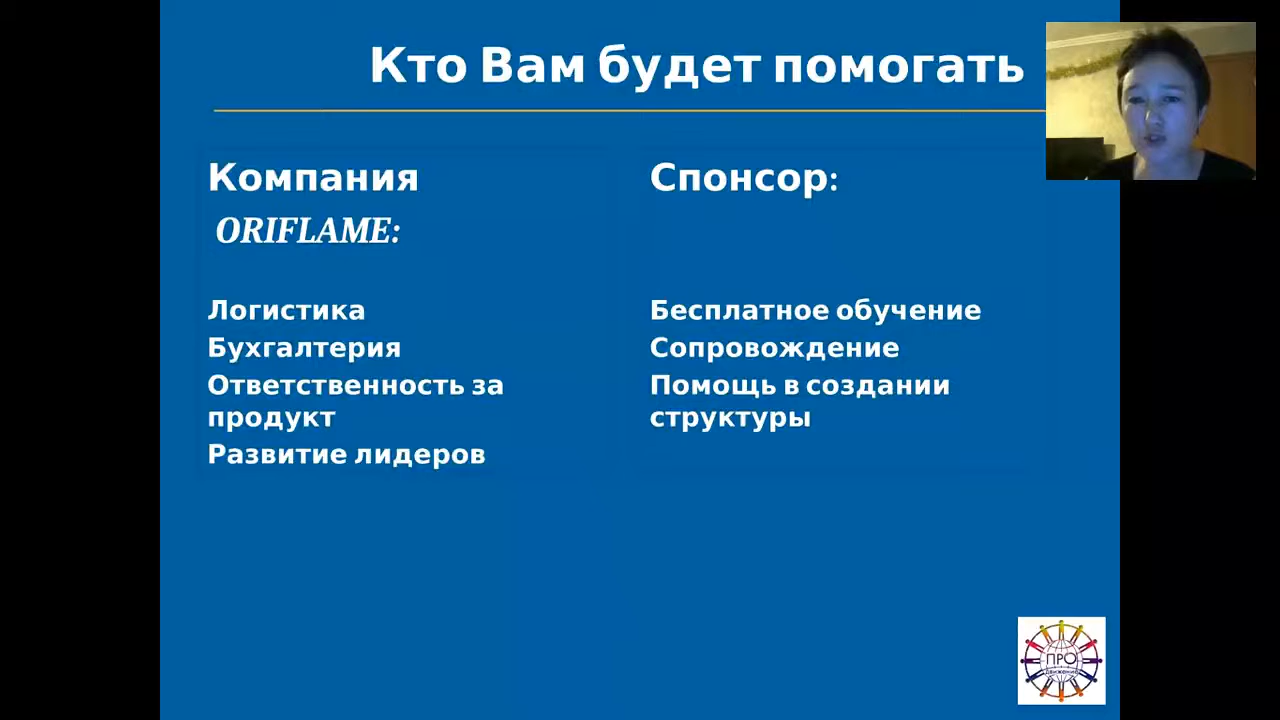 Кто Вам будет помогать
Компания
ORIFLAME:
Логистика
Бухгалтерия
Ответственность за
продукт
Развитие лидеров
Спонсор:
Бесплатное обучение
Сопровождение
Помощь в создании
структуры
ПРО
движение